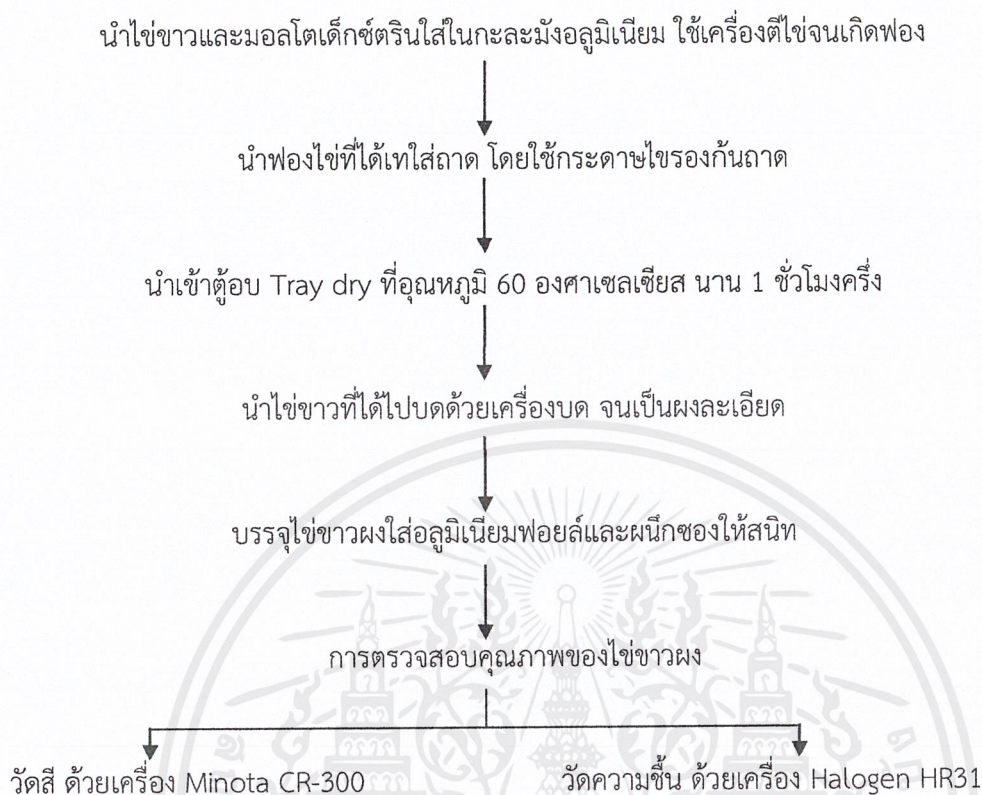 นำไข่ขาวและมอลโตเด็กซ์ตรินใส่ในกะละมังอลูมิเนียม ใช้เครื่องตีไข่จนเกิดฟอง
นำฟองไข่ที่ได้เทใส่ถาด โดยใช้กระดาษไขรองก้นถาด
นำเข้าตู้อบ Tray dry ที่อุณหภูมิ 60 องศาเซลเซียส นาน 1 ชั่วโมงครึ่ง
นำไข่ขาวที่ได้ไปบดด้วยเครื่องบด จนเป็นผงละเอียด
บรรจุไข่ขาวผงใส่อลูมิเนียมฟอยล์และผนึกซองให้สนิท
การตรวจสอบคุณภาพของไข่ขาวผง
วัดสี ด้วยเครื่อง Minota CR-300 วัดความชื้น ด้วยเครื่อง Halogen HR31